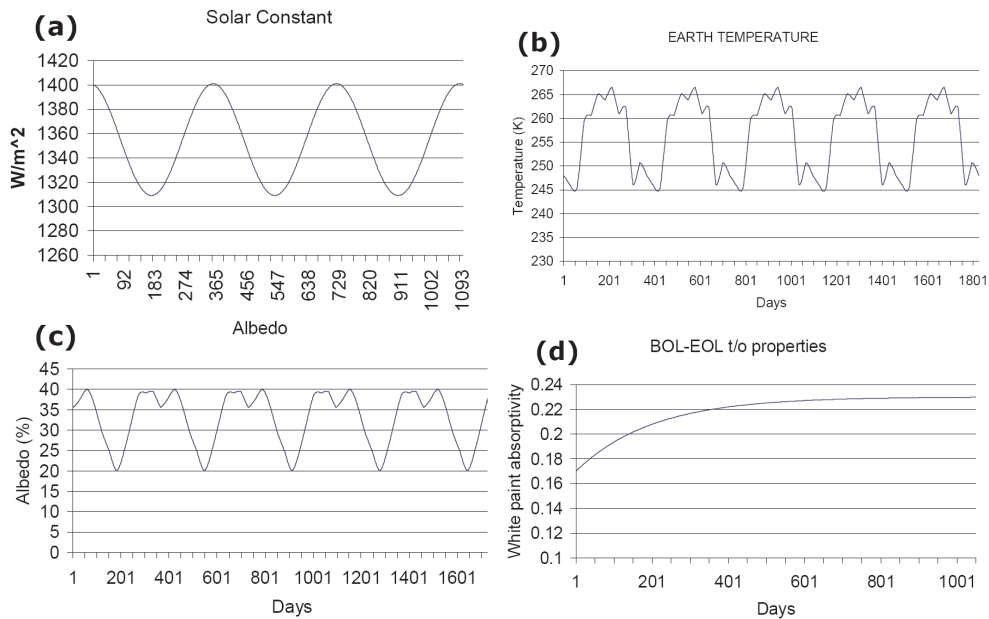 (a)
Solar Constant
W/m^2
1420
1400
1380
1360
1340
1320
1300
1280
1260
1 92 183 274 365 456 547 638 729 820 911 1002 1093
(b)
EARTH TEMPERATURE
Temperature (K)
270
265
260
255
250
245
240
235
230
1 201 401 601 801 1001 1201 1401 1601 1801
Days
(c)
Albedo
Albedo (%)
45
40
35
30
25
20
15
10
5
0
1 201 401 601 801 1001 1201 1401 1601
Days
(d)
BOL-EOL t/o properties
White paint absorptivity
0.24
0.22
0.2
0.18
0.16
0.14
0.12
0.1
1 201 401 601 801 1001
Days